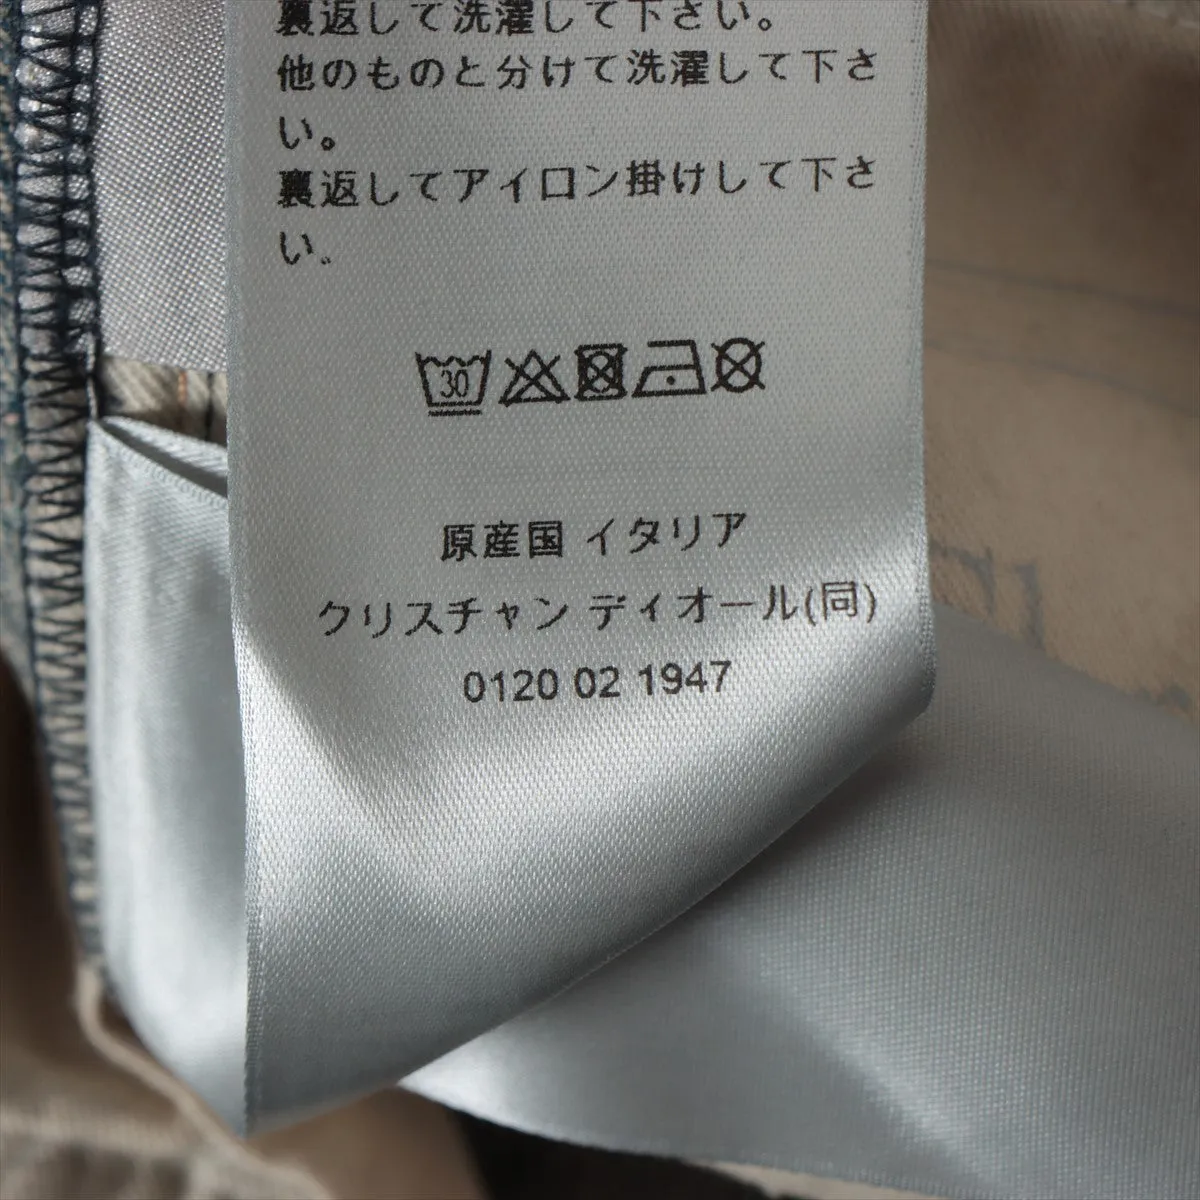 裏返して洗濯して下さい。
他のものと分けて洗濯して下さ
い。
裏返してアイロン掛けして下さ
い。
30
原産国 イタリア
クリスチャン ディオール(同)
0120 02 1947